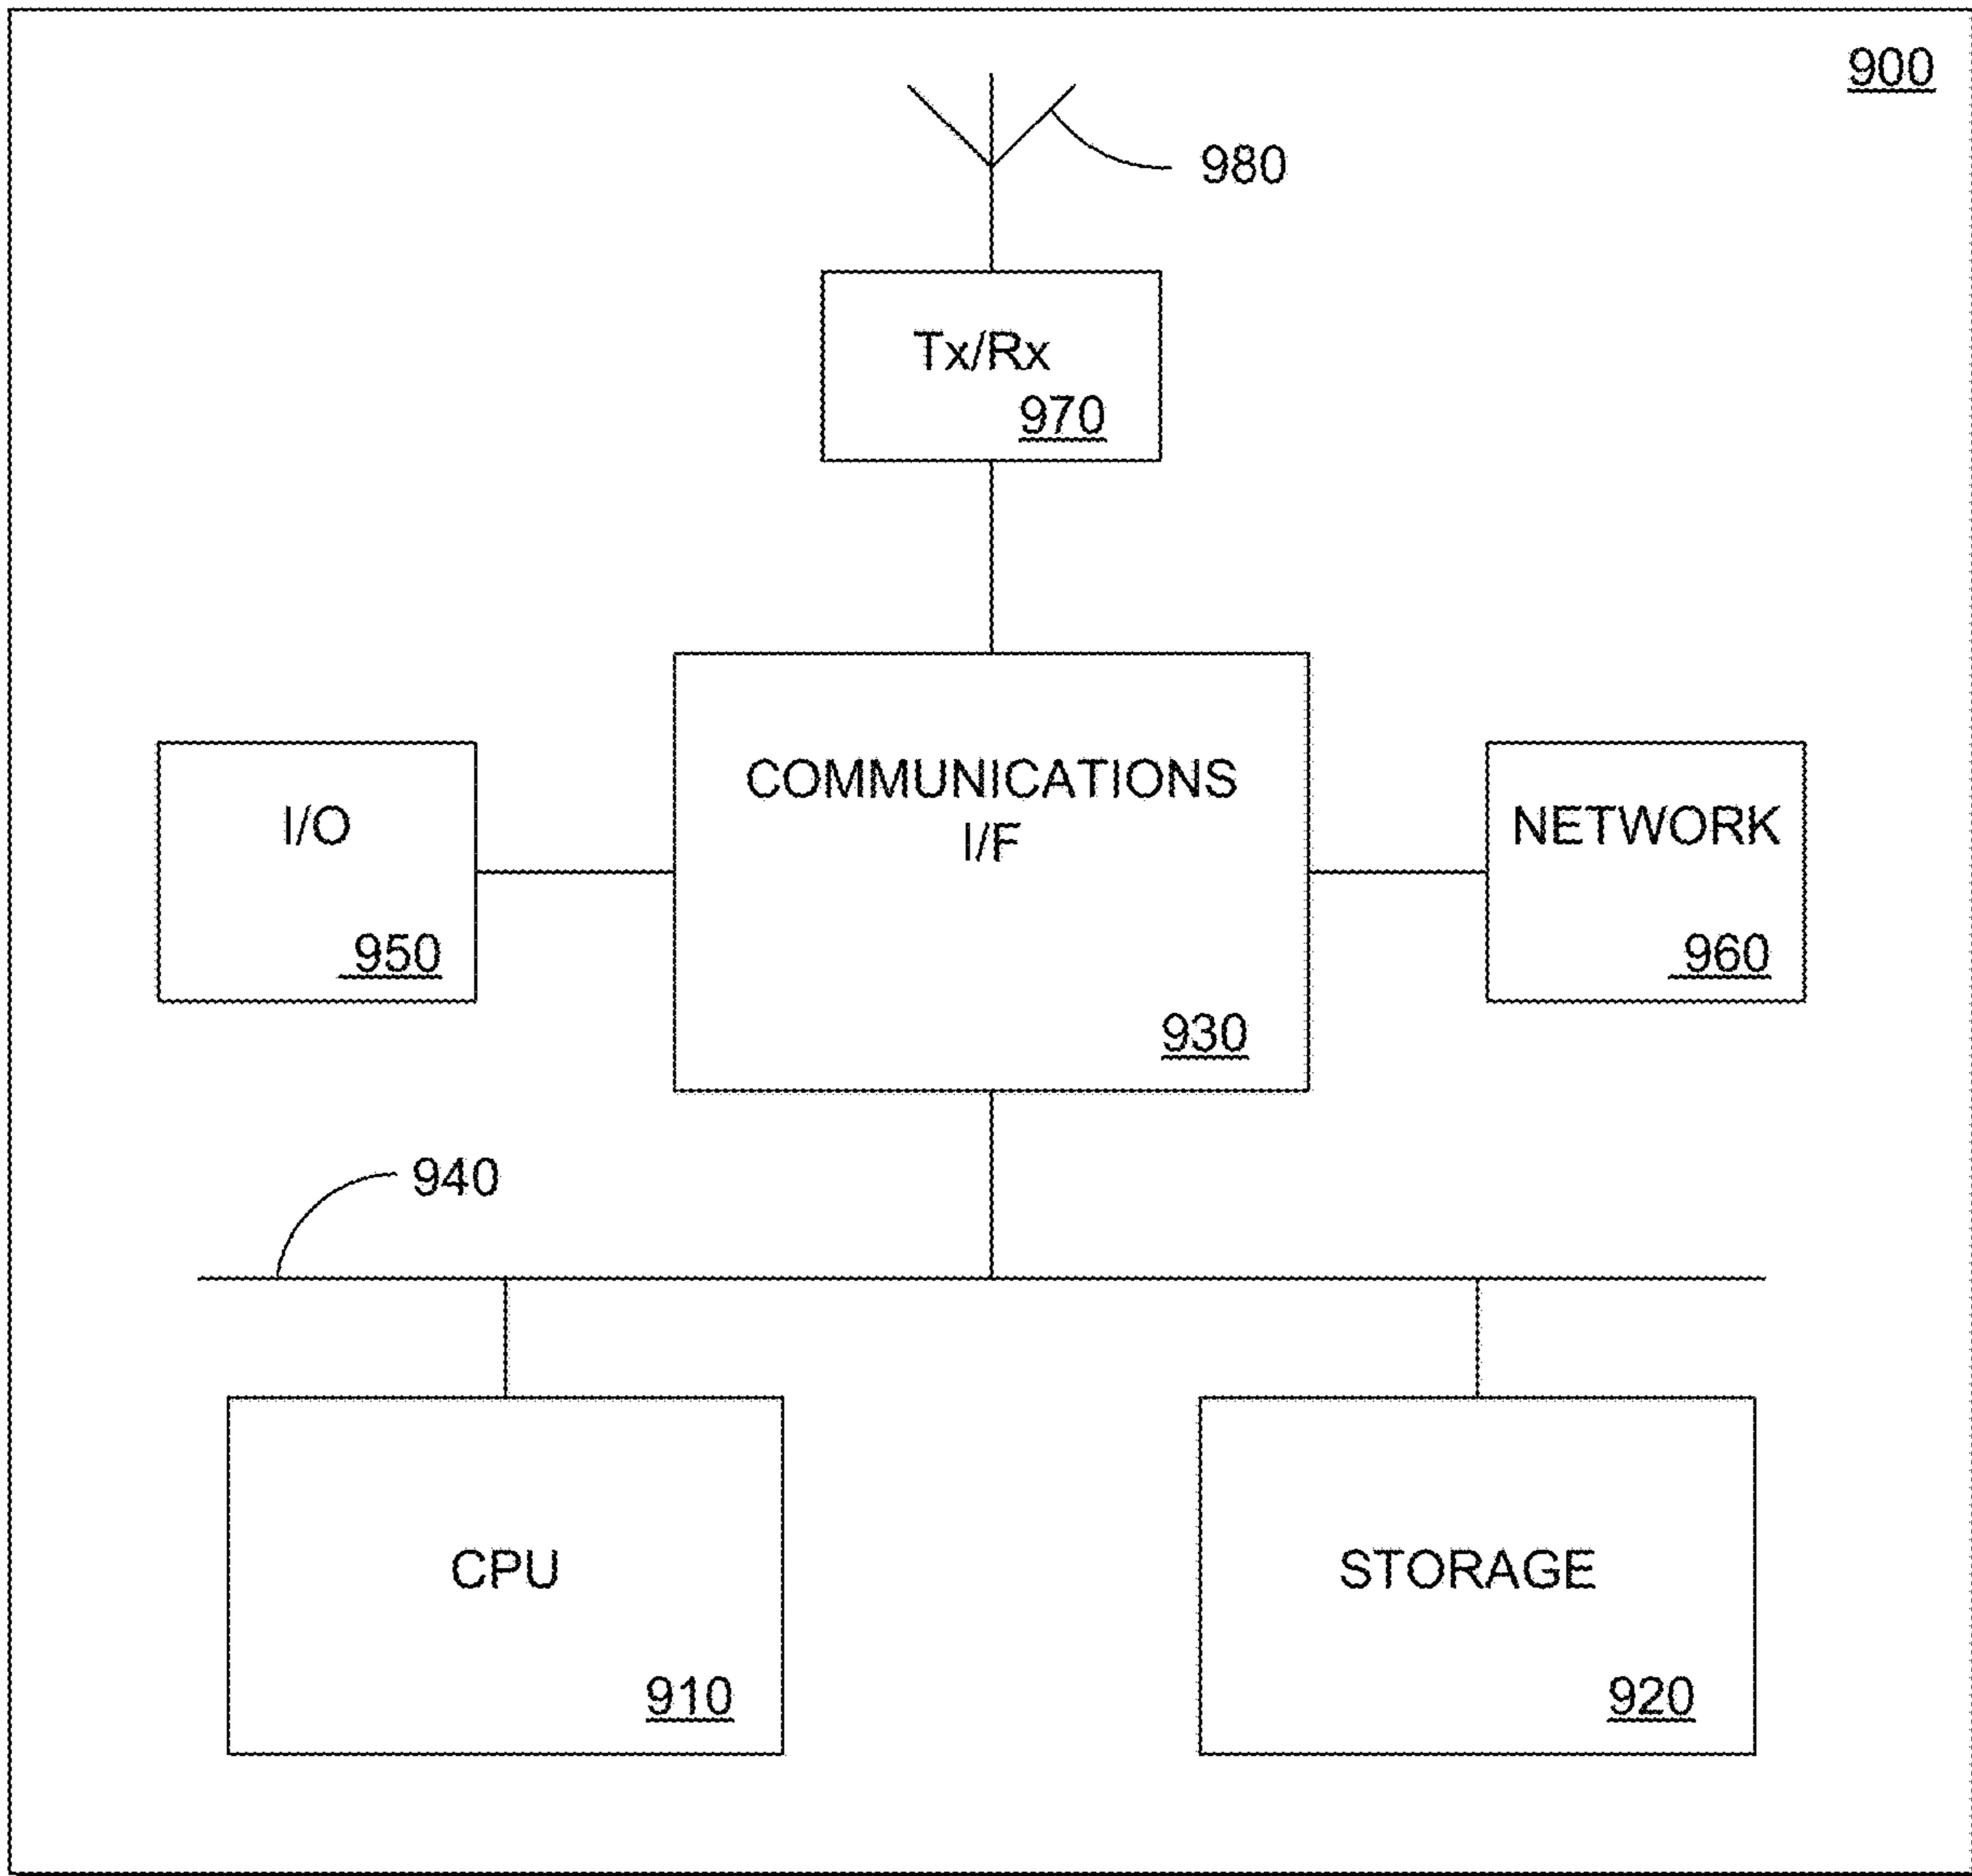 900
980
Tx/Rx
970
COMMUNICATIONS
I/F
930
I/O
950
NETWORK
960
940
CPU
910
STORAGE
920